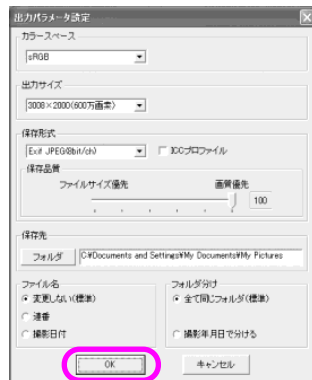 出力パラメータ設定
カラースペース
sRGB
出力サイズ
3008×2000(600万画素)
保存形式
Exif JPEG(8bit/ch)
ICCプロファイル
保存品質
ファイルサイズ優先 画質優先
100
保存先
フォルダ C:¥Documents and Settings¥My Documents¥My Pictures
ファイル名
変更しない(標準)
連番
撮影日付
フォルダ分け
全て同じフォルダ(標準)
撮影年月日で分ける
OK キャンセル